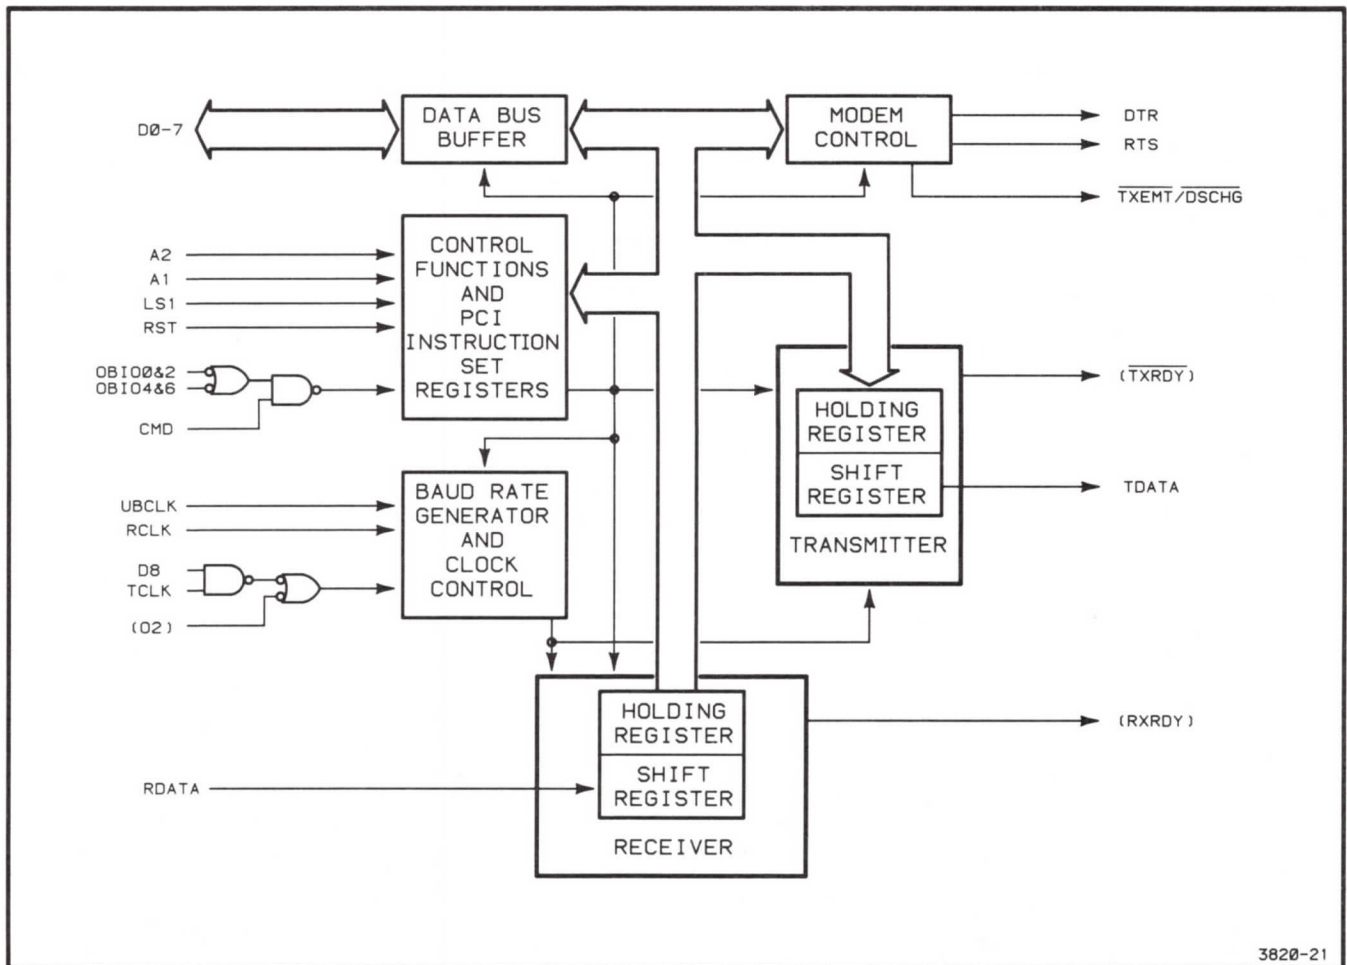 D0-7
DATA BUS
BUFFER
MODEM
CONTROL
DTR
RTS
TXEMT/DSCHG
A2
A1
LS1
RST
OBIO0&2
OBIO4&6
CMD
CONTROL
FUNCTIONS
AND
PCI
INSTRUCTION
SET
REGISTERS
UBCLK
RCLK
D8
TCLK
(O2)
BAUD RATE
GENERATOR
AND
CLOCK
CONTROL
HOLDING
REGISTER
SHIFT
REGISTER
TRANSMITTER
(TXRDY)
TDATA
RDATA
HOLDING
REGISTER
SHIFT
REGISTER
RECEIVER
(RXRDY)
3820-21